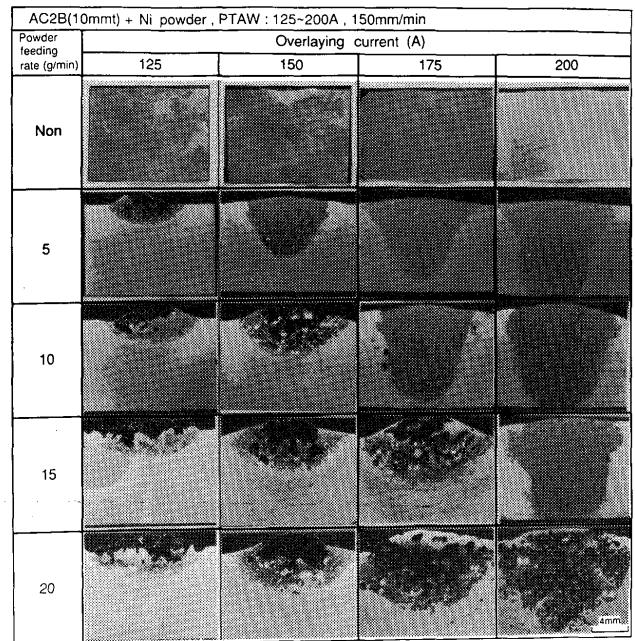 AC2B(10mmt) + Ni powder , PTAW : 125~200A , 150mm/min
Powder feeding rate (g/min)
Overlaying current (A)
125 150 175 200
Non
5
10
15
20
4mm